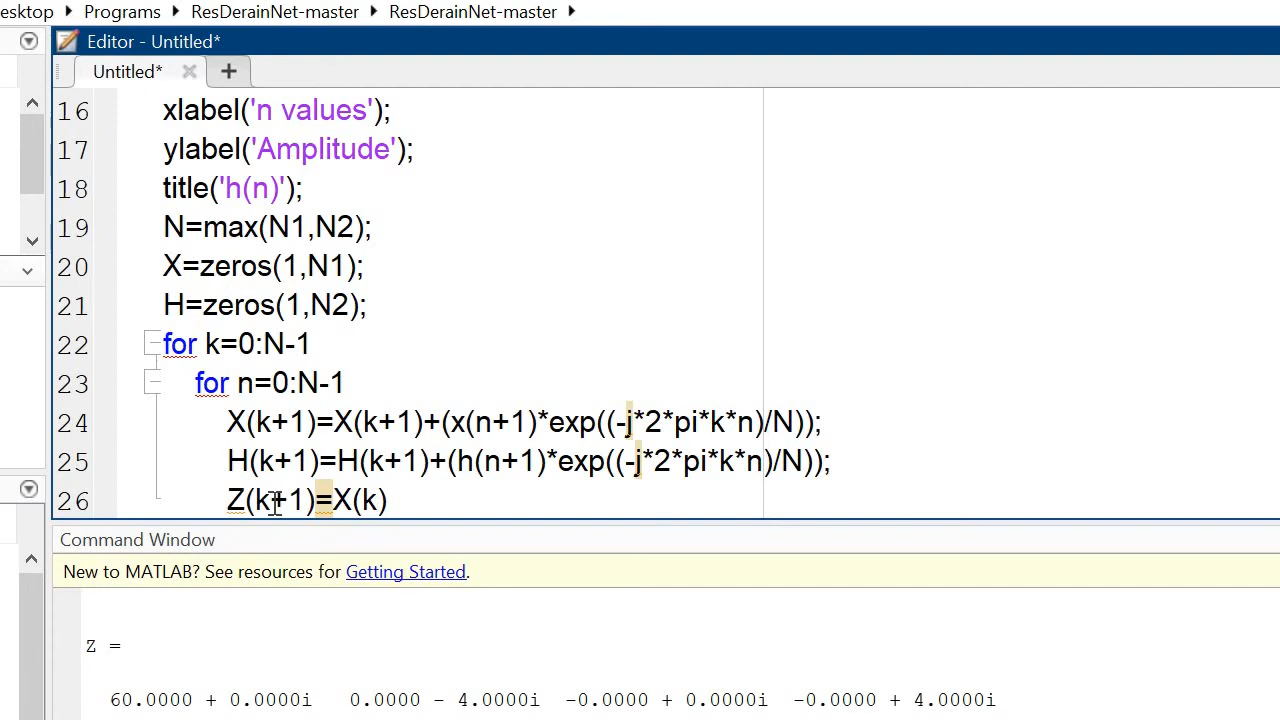 esktop ▸ Programs ▸ ResDerainNet-master ▸ ResDerainNet-master ▸
Editor - Untitled*
Untitled* × +
16 xlabel('n values');
17 ylabel('Amplitude');
18 title('h(n)');
19 N=max(N1,N2);
20 X=zeros(1,N1);
21 H=zeros(1,N2);
22 for k=0:N-1
23 for n=0:N-1
24 X(k+1)=X(k+1)+(x(n+1)*exp((-j*2*pi*k*n)/N));
25 H(k+1)=H(k+1)+(h(n+1)*exp((-j*2*pi*k*n)/N));
26 Z(k+1)=X(k)
Command Window
New to MATLAB? See resources for Getting Started.
Z =
60.0000 + 0.0000i 0.0000 - 4.0000i -0.0000 + 0.0000i -0.0000 + 4.0000i